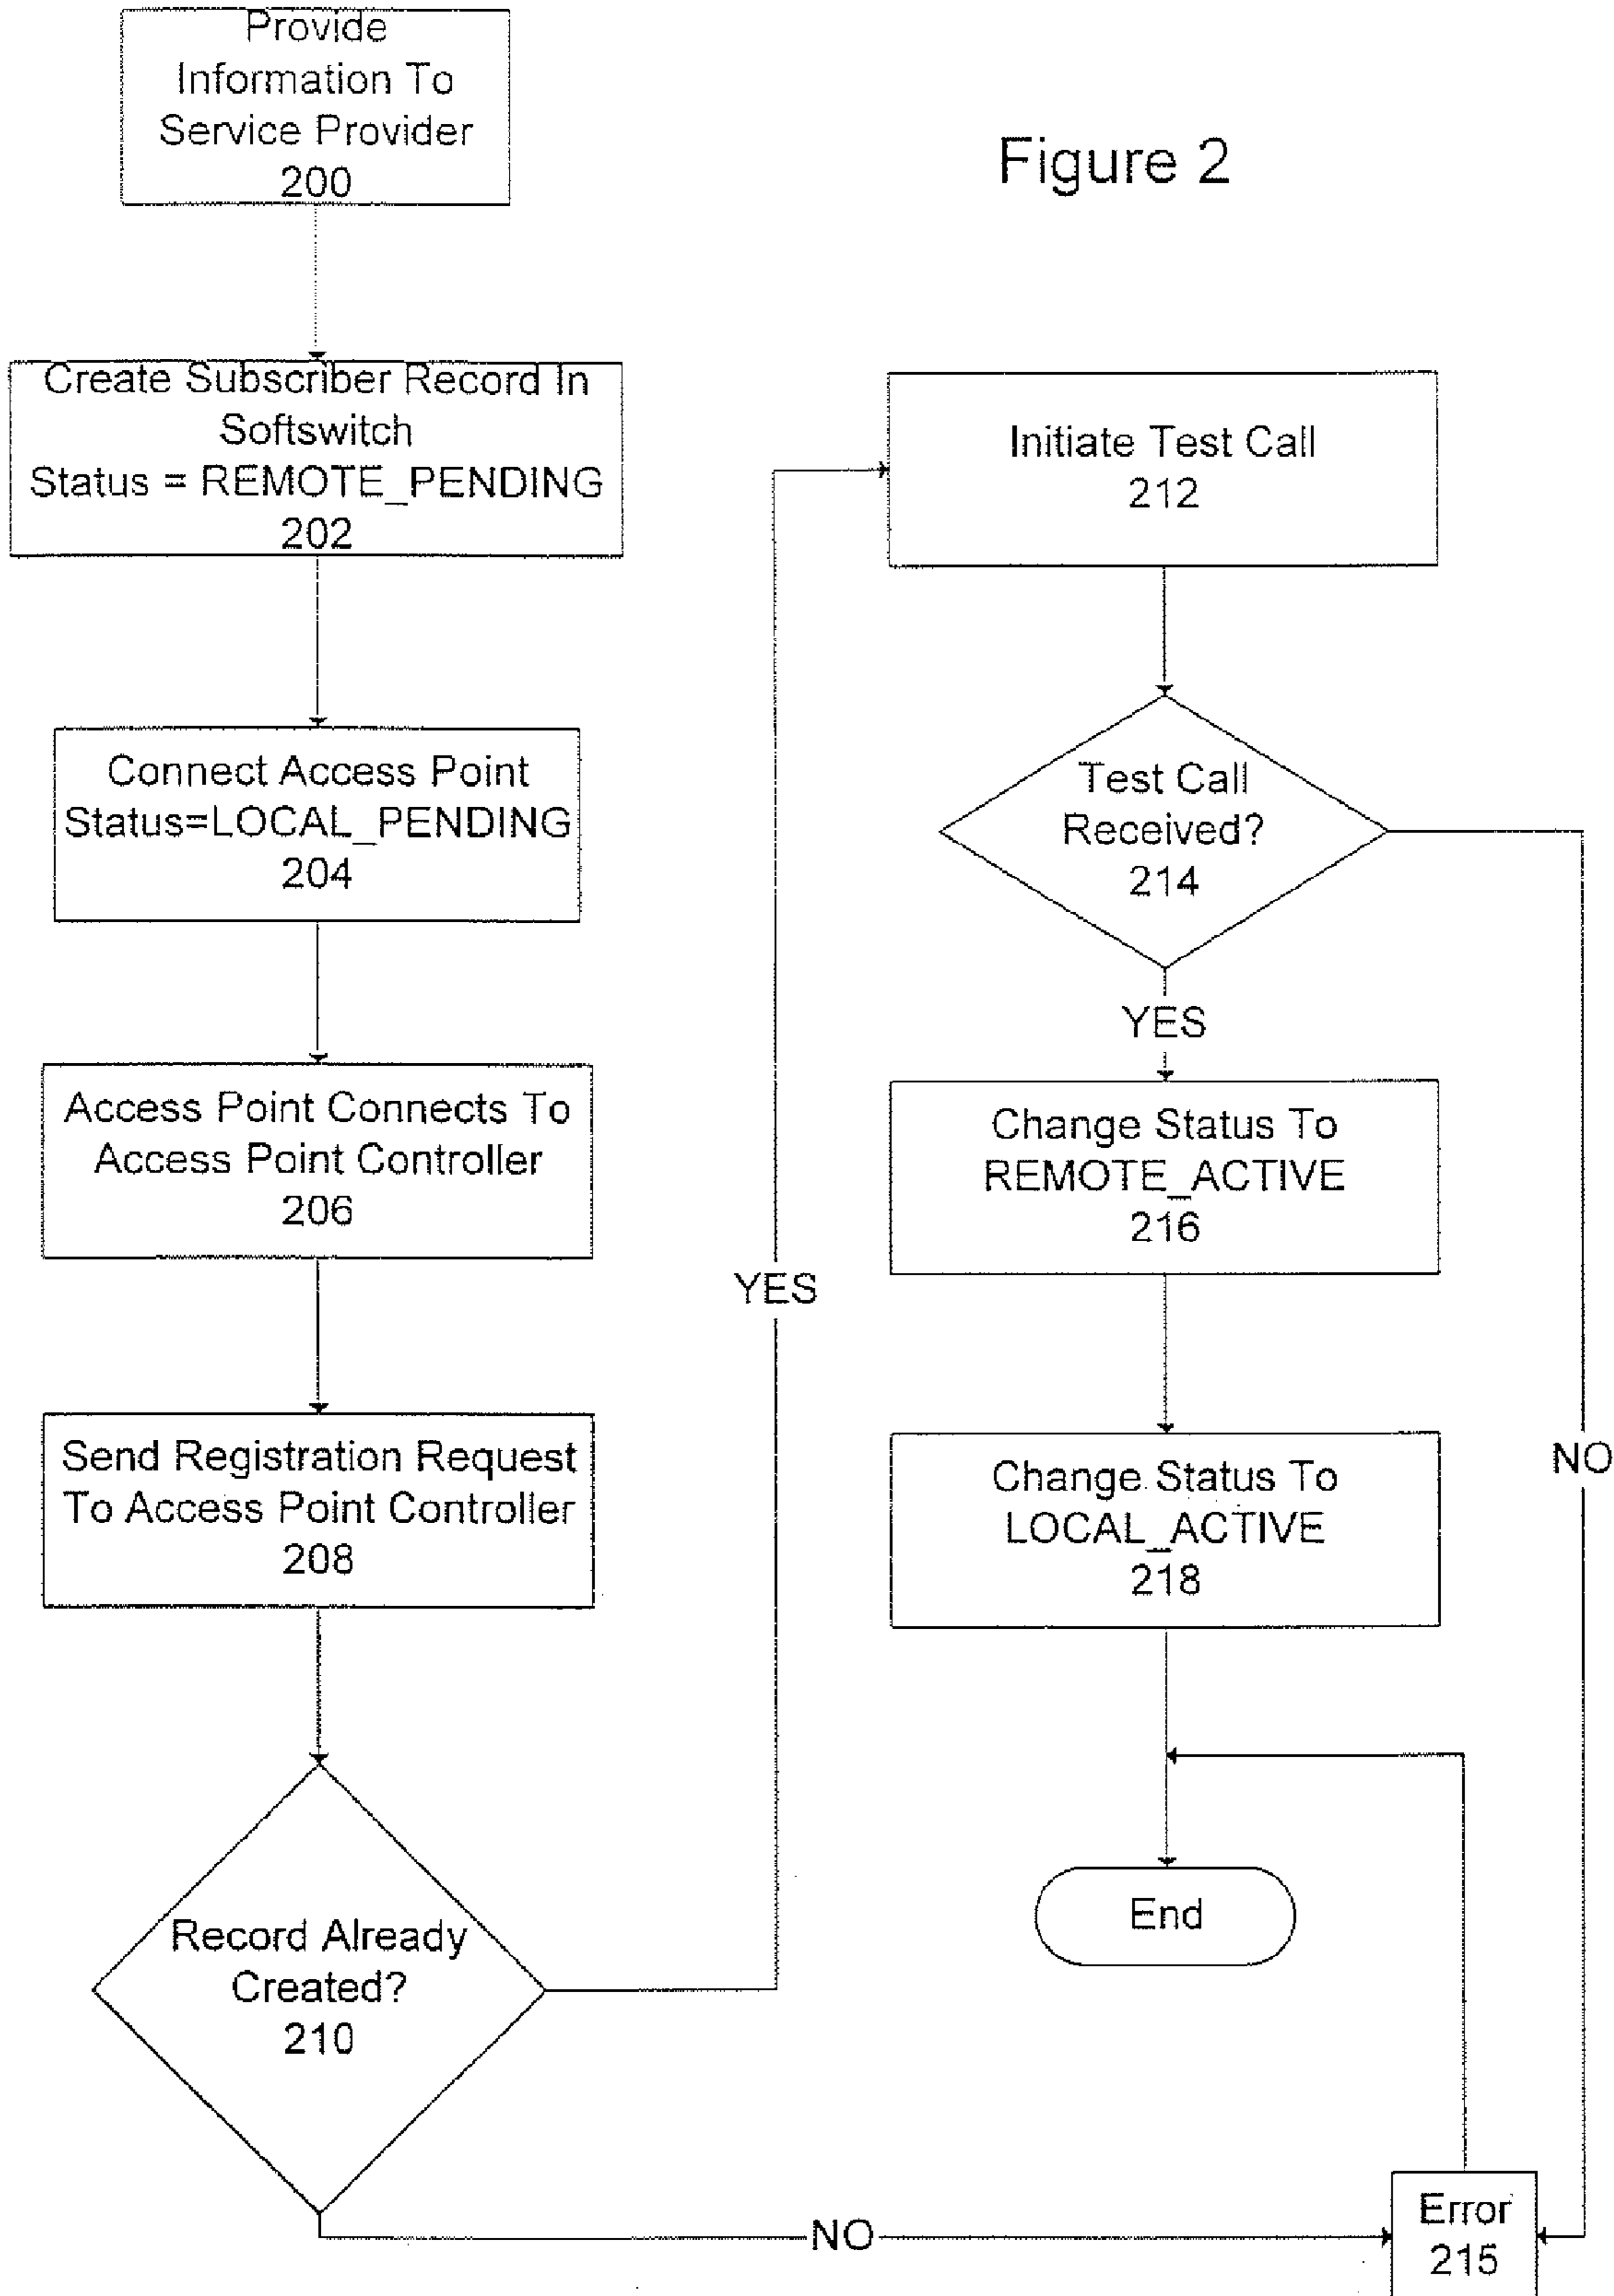 Provide
Information To
Service Provider
200
Figure 2
Create Subscriber Record In
Softswitch
Status = REMOTE_PENDING
202
Connect Access Point
Status=LOCAL_PENDING
204
Access Point Connects To
Access Point Controller
206
Send Registration Request
To Access Point Controller
208
Record Already
Created?
210
YES
NO
Initiate Test Call
212
Test Call
Received?
214
YES
NO
Change Status To
REMOTE_ACTIVE
216
Change Status To
LOCAL_ACTIVE
218
End
Error
215